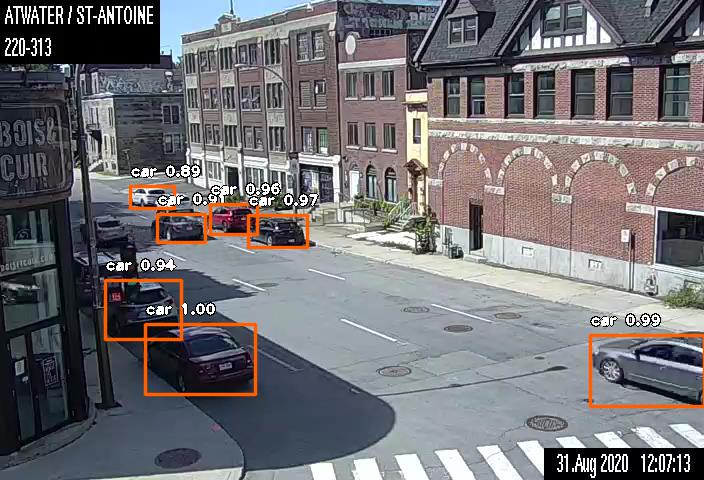 ATWATER / ST-ANTOINE
220-313
BOIS&
CUIR
car 0.89
car 0.96
car 0.91
car 0.97
car 0.94
car 1.00
car 0.99
31.Aug 2020 12:07:13